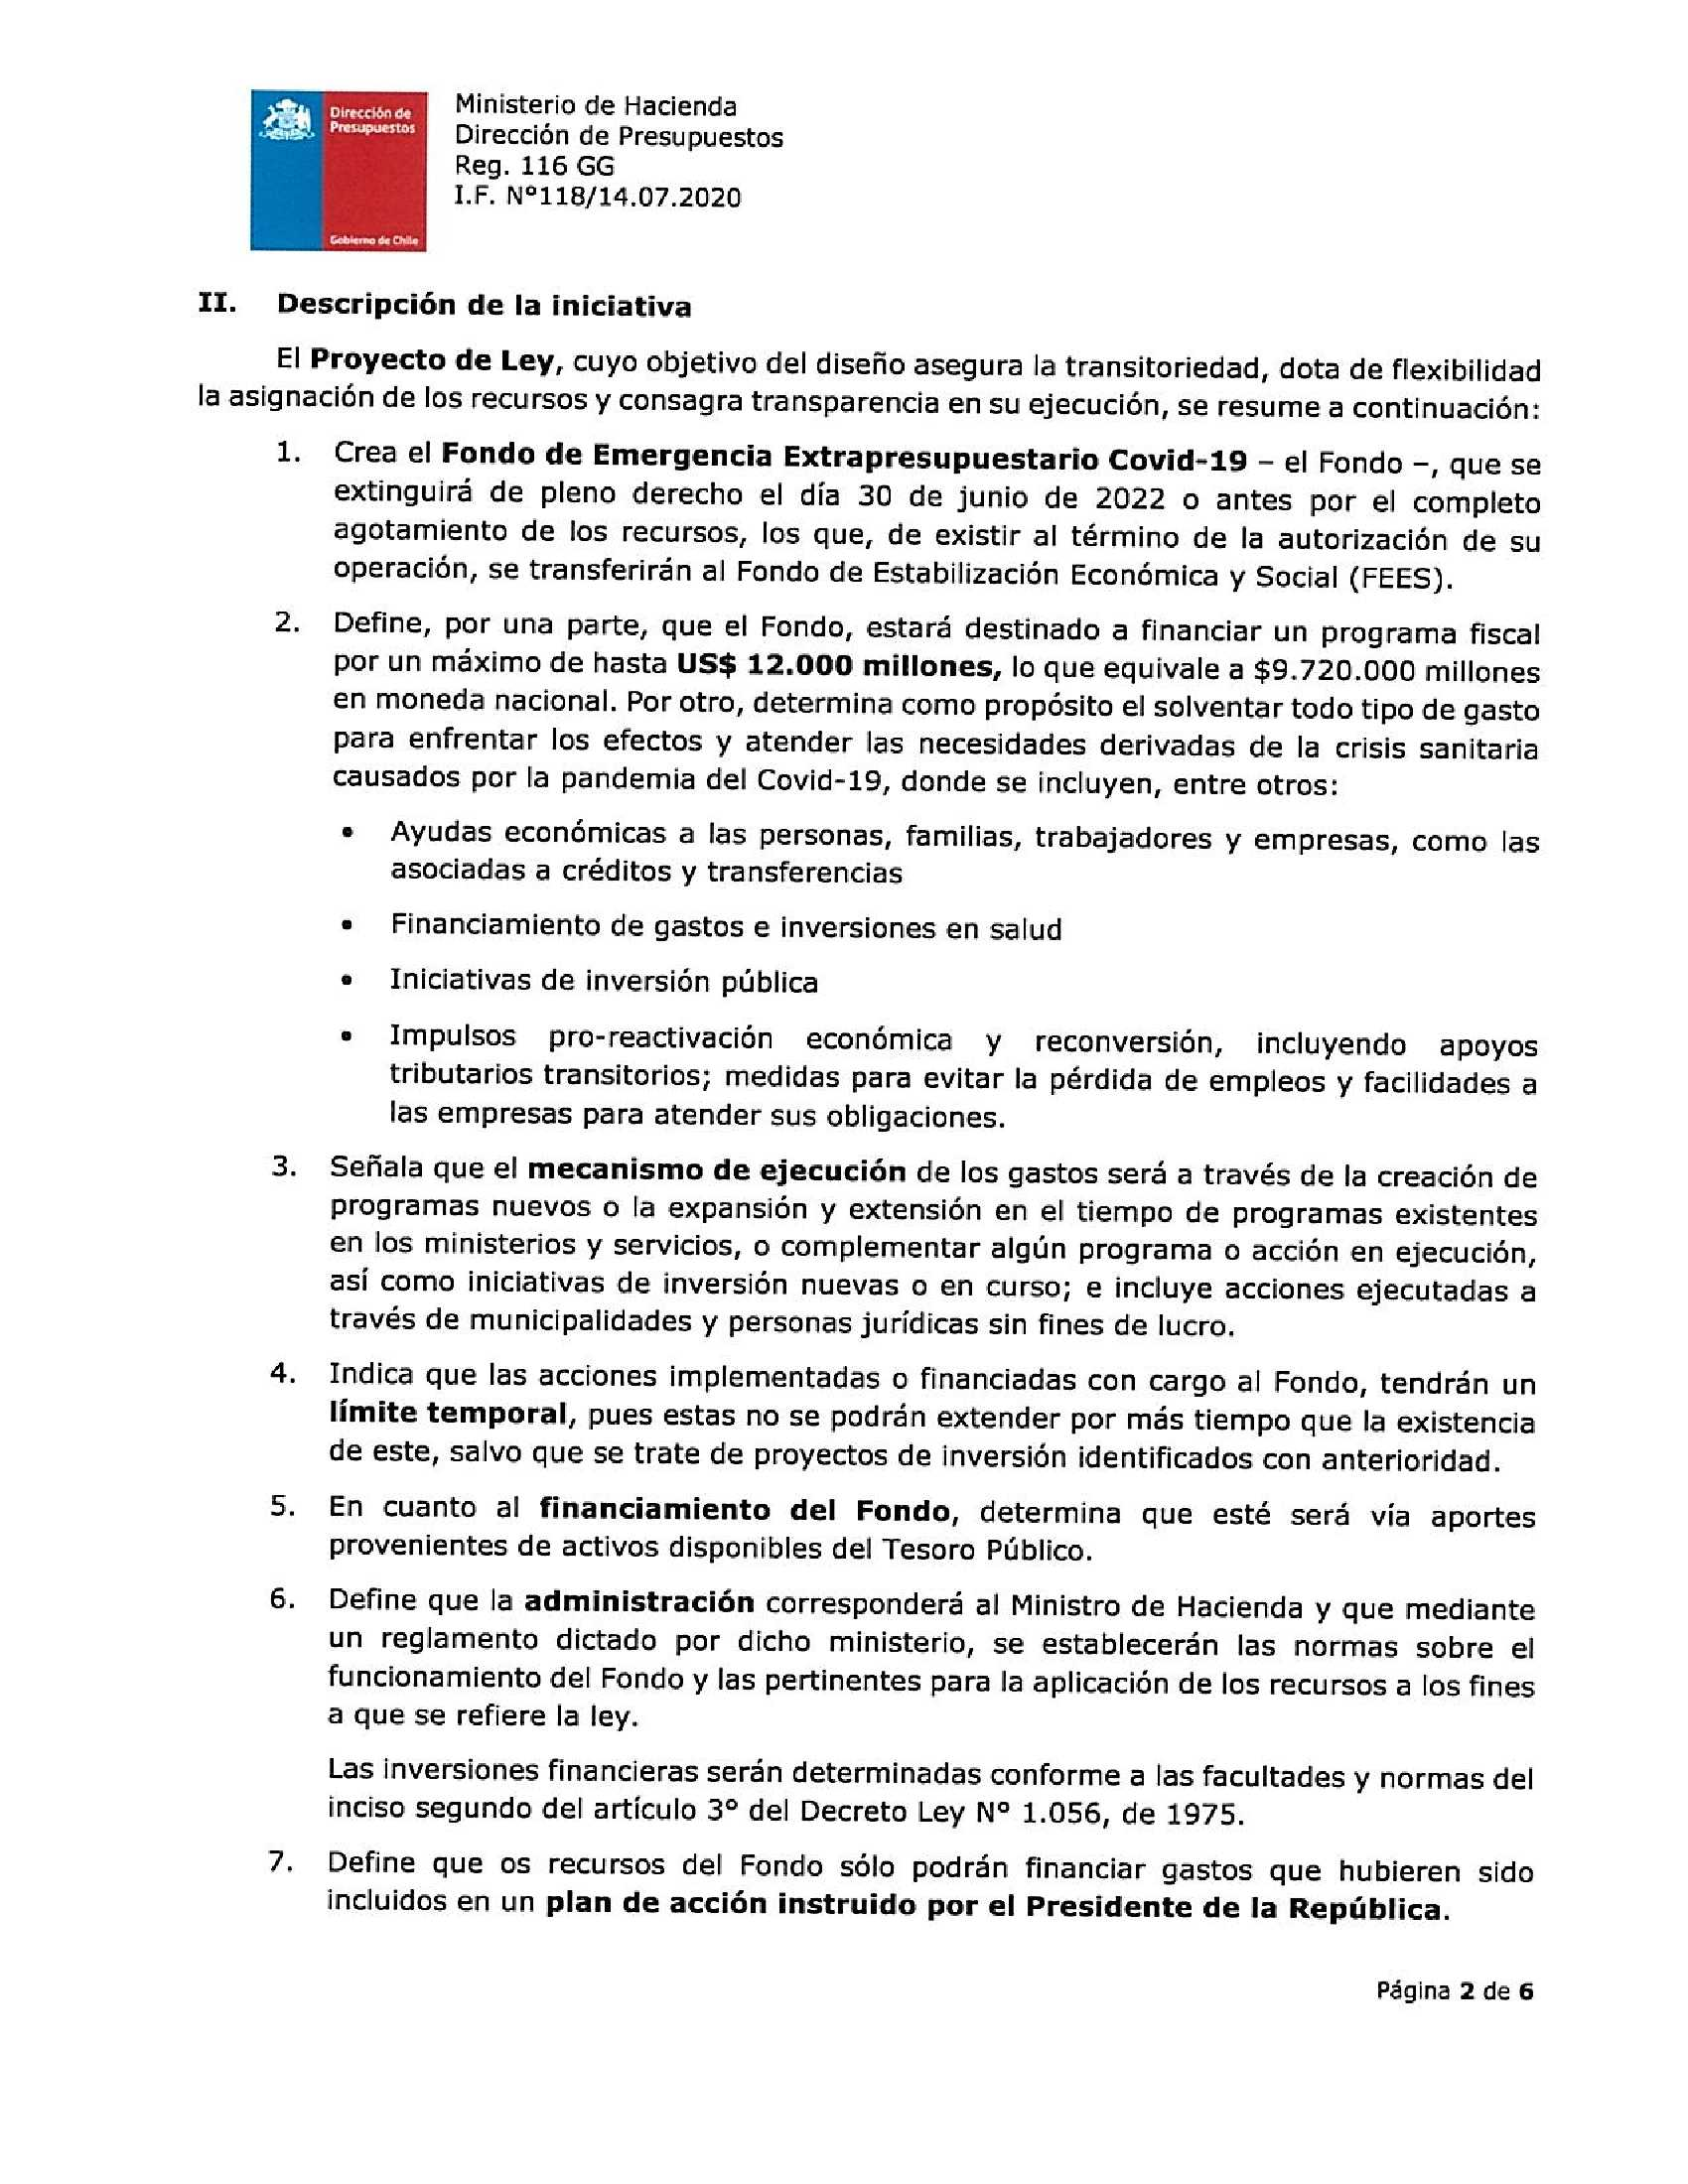 Dirección de
Presupuestos
Gobierno de Chile
Ministerio de Hacienda
Dirección de Presupuestos
Reg. 116 GG
I.F. N°118/14.07.2020
II. Descripción de la iniciativa
El Proyecto de Ley, cuyo objetivo del diseño asegura la transitoriedad, dota de flexibilidad
la asignación de los recursos y consagra transparencia en su ejecución, se resume a continuación:
1. Crea el Fondo de Emergencia Extrapresupuestario Covid-19 – el Fondo –, que se
extinguirá de pleno derecho el día 30 de junio de 2022 o antes por el completo
agotamiento de los recursos, los que, de existir al término de la autorización de su
operación, se transferirán al Fondo de Estabilización Económica y Social (FEES).
2. Define, por una parte, que el Fondo, estará destinado a financiar un programa fiscal
por un máximo de hasta US$ 12.000 millones, lo que equivale a $9.720.000 millones
en moneda nacional. Por otro, determina como propósito el solventar todo tipo de gasto
para enfrentar los efectos y atender las necesidades derivadas de la crisis sanitaria
causados por la pandemia del Covid-19, donde se incluyen, entre otros:
• Ayudas económicas a las personas, familias, trabajadores y empresas, como las
asociadas a créditos y transferencias
• Financiamiento de gastos e inversiones en salud
• Iniciativas de inversión pública
• Impulsos pro-reactivación económica y reconversión, incluyendo apoyos
tributarios transitorios; medidas para evitar la pérdida de empleos y facilidades a
las empresas para atender sus obligaciones.
3. Señala que el mecanismo de ejecución de los gastos será a través de la creación de
programas nuevos o la expansión y extensión en el tiempo de programas existentes
en los ministerios y servicios, o complementar algún programa o acción en ejecución,
así como iniciativas de inversión nuevas o en curso; e incluye acciones ejecutadas a
través de municipalidades y personas jurídicas sin fines de lucro.
4. Indica que las acciones implementadas o financiadas con cargo al Fondo, tendrán un
límite temporal, pues estas no se podrán extender por más tiempo que la existencia
de este, salvo que se trate de proyectos de inversión identificados con anterioridad.
5. En cuanto al financiamiento del Fondo, determina que esté será vía aportes
provenientes de activos disponibles del Tesoro Público.
6. Define que la administración corresponderá al Ministro de Hacienda y que mediante
un reglamento dictado por dicho ministerio, se establecerán las normas sobre el
funcionamiento del Fondo y las pertinentes para la aplicación de los recursos a los fines
a que se refiere la ley.
Las inversiones financieras serán determinadas conforme a las facultades y normas del
inciso segundo del artículo 3° del Decreto Ley N° 1.056, de 1975.
7. Define que os recursos del Fondo sólo podrán financiar gastos que hubieren sido
incluidos en un plan de acción instruido por el Presidente de la República.
Página 2 de 6